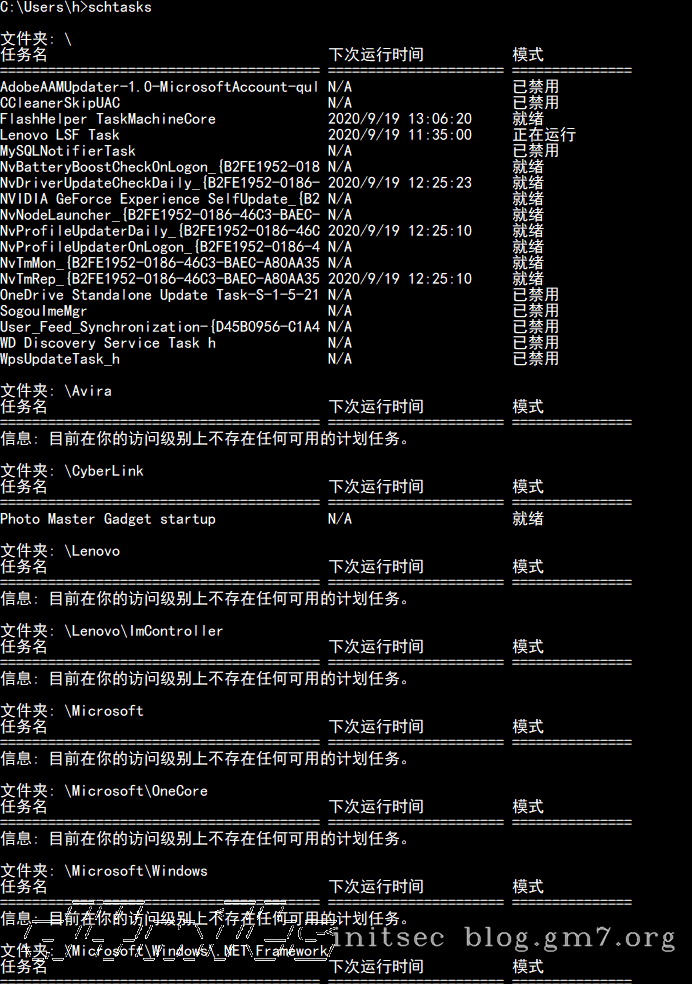 C:\Users\h>schtasks
文件夹: \
任务名 下次运行时间 模式
======================================== ====================== ===============
AdobeAAMUpdater-1.0-MicrosoftAccount-qul N/A 已禁用
CCleanerSkipUAC N/A 已禁用
FlashHelper TaskMachineCore 2020/9/19 13:06:20 就绪
Lenovo LSF Task 2020/9/19 11:35:00 正在运行
MySQLNotifierTask N/A 已禁用
NvBatteryBoostCheckOnLogon_{B2FE1952-018 N/A 就绪
NvDriverUpdateCheckDaily_{B2FE1952-0186- 2020/9/19 12:25:23 就绪
NVIDIA GeForce Experience SelfUpdate_{B2 N/A 就绪
NvNodeLauncher_{B2FE1952-0186-46C3-BAEC- N/A 就绪
NvProfileUpdaterDaily_{B2FE1952-0186-46C 2020/9/19 12:25:10 就绪
NvProfileUpdaterOnLogon_{B2FE1952-0186-4 N/A 就绪
NvTmMon_{B2FE1952-0186-46C3-BAEC-A80AA35 N/A 就绪
NvTmRep_{B2FE1952-0186-46C3-BAEC-A80AA35 2020/9/19 12:25:10 就绪
OneDrive Standalone Update Task-S-1-5-21 N/A 已禁用
SogouImeMgr N/A 已禁用
User_Feed_Synchronization-{D45B0956-C1A4 N/A 已禁用
WD Discovery Service Task h N/A 已禁用
WpsUpdateTask_h N/A 已禁用
文件夹: \Avira
任务名 下次运行时间 模式
======================================== ====================== ===============
信息: 目前在你的访问级别上不存在任何可用的计划任务。
文件夹: \CyberLink
任务名 下次运行时间 模式
======================================== ====================== ===============
Photo Master Gadget startup N/A 就绪
文件夹: \Lenovo
任务名 下次运行时间 模式
======================================== ====================== ===============
信息: 目前在你的访问级别上不存在任何可用的计划任务。
文件夹: \Lenovo\ImController
任务名 下次运行时间 模式
======================================== ====================== ===============
信息: 目前在你的访问级别上不存在任何可用的计划任务。
文件夹: \Microsoft
任务名 下次运行时间 模式
======================================== ====================== ===============
信息: 目前在你的访问级别上不存在任何可用的计划任务。
文件夹: \Microsoft\OneCore
任务名 下次运行时间 模式
======================================== ====================== ===============
信息: 目前在你的访问级别上不存在任何可用的计划任务。
文件夹: \Microsoft\Windows
任务名 下次运行时间 模式
======================================== ====================== ===============
信息: 目前在你的访问级别上不存在任何可用的计划任务。
initsec blog.gm7.org
文件夹: \Microsoft\Windows\.NET Framework
任务名 下次运行时间 模式
======================================== ====================== ===============